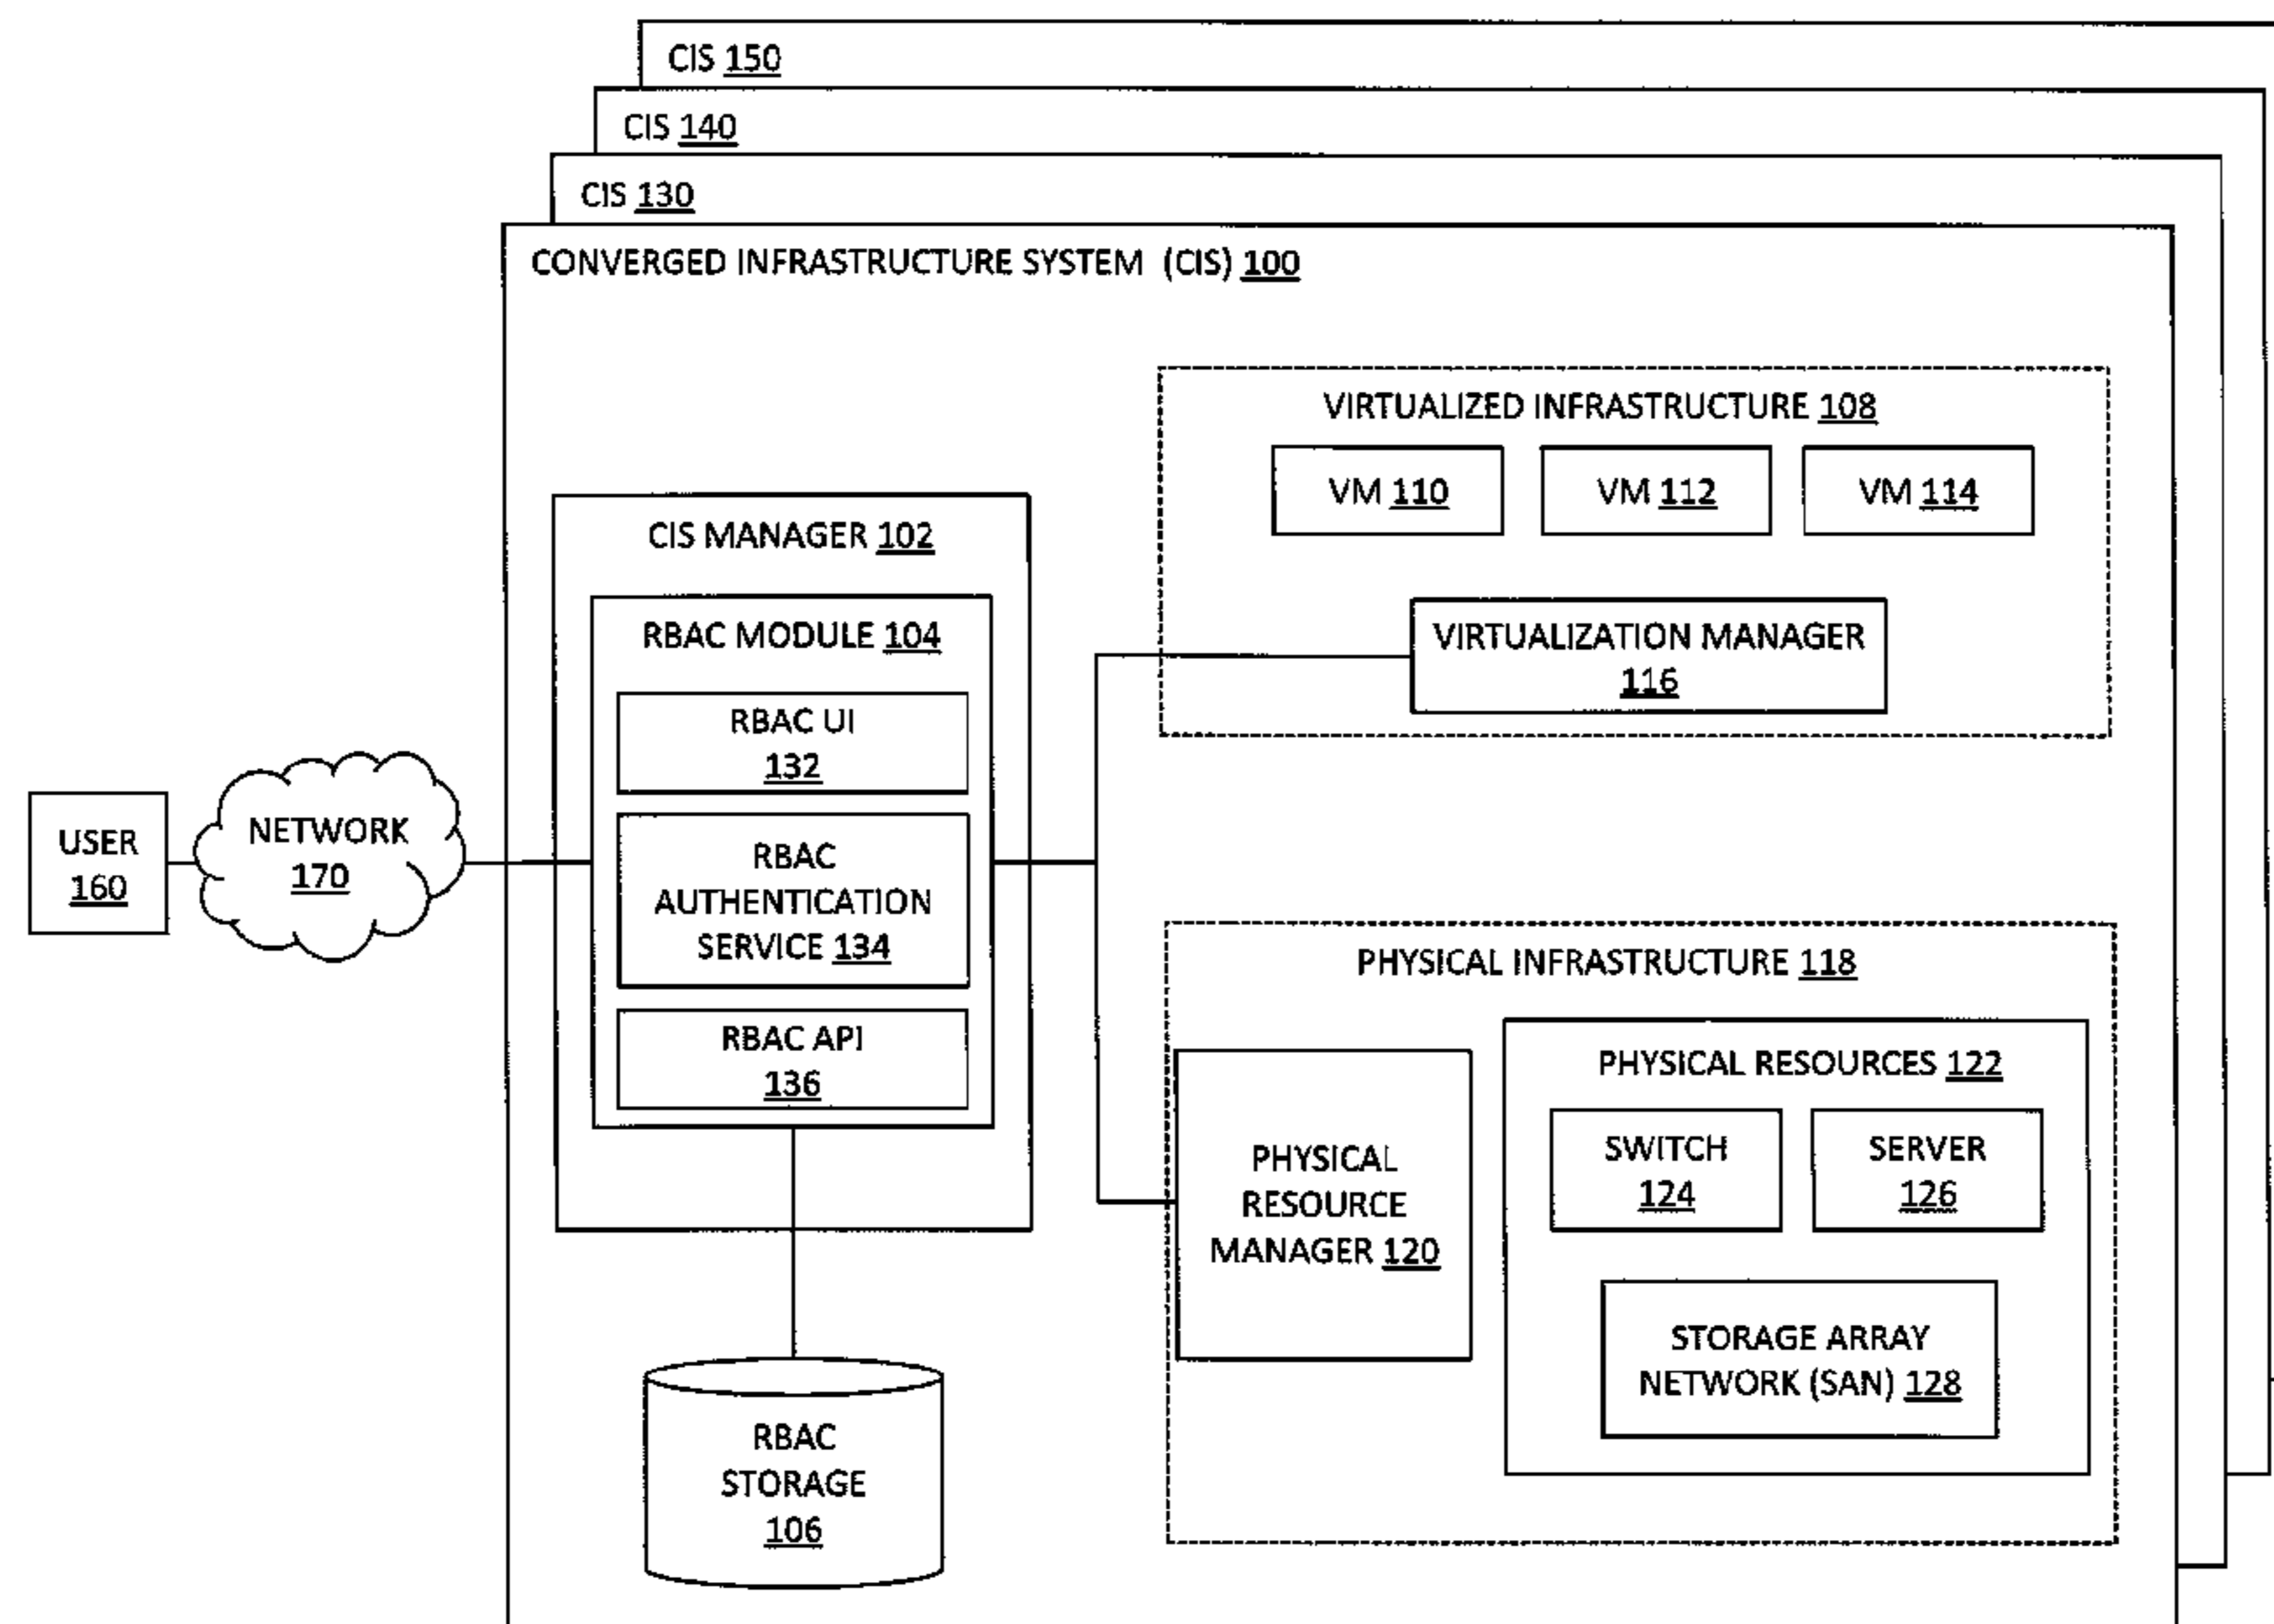 CIS 150
CIS 140
CIS 130
CONVERGED INFRASTRUCTURE SYSTEM (CIS) 100
VIRTUALIZED INFRASTRUCTURE 108
VM 110
VM 112
VM 114
VIRTUALIZATION MANAGER
116
CIS MANAGER 102
RBAC MODULE 104
RBAC UI
132
RBAC
AUTHENTICATION
SERVICE 134
RBAC API
136
USER
160
NETWORK
170
PHYSICAL INFRASTRUCTURE 118
PHYSICAL
RESOURCE
MANAGER 120
PHYSICAL RESOURCES 122
SWITCH
124
SERVER
126
STORAGE ARRAY
NETWORK (SAN) 128
RBAC
STORAGE
106